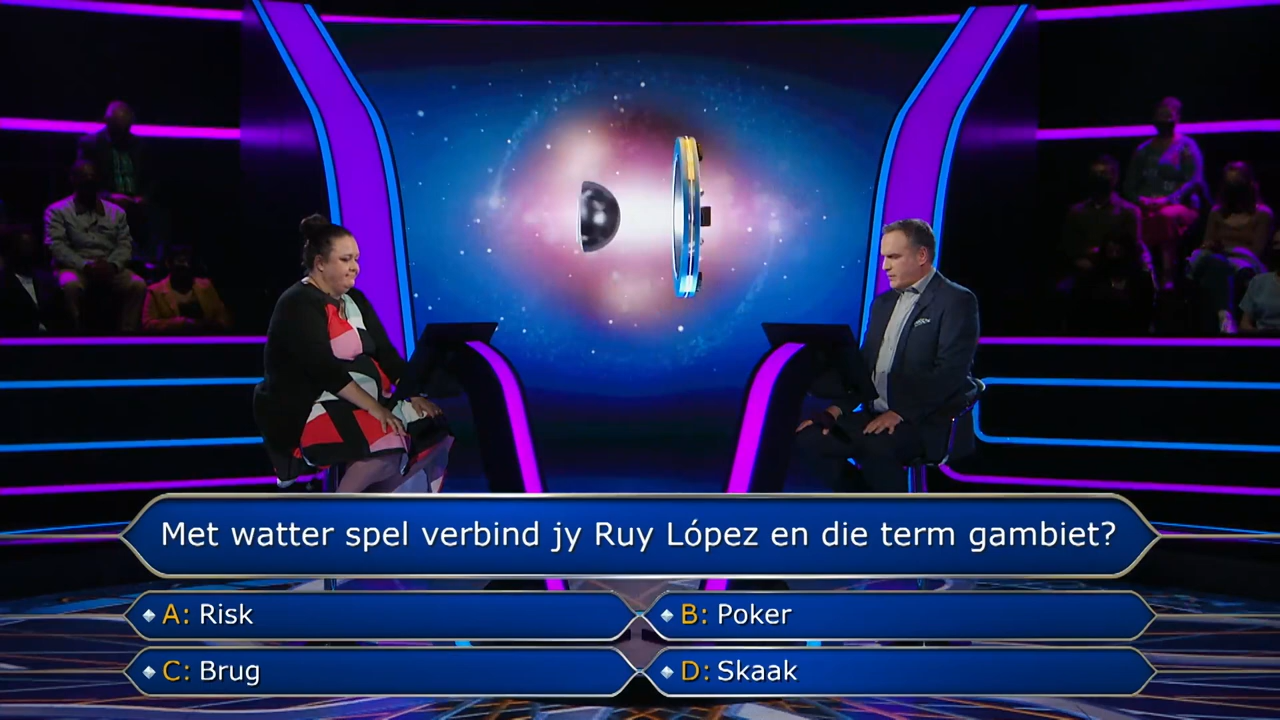 Met watter spel verbind jy Ruy López en die term gambiet?
A: Risk
B: Poker
C: Brug
D: Skaak